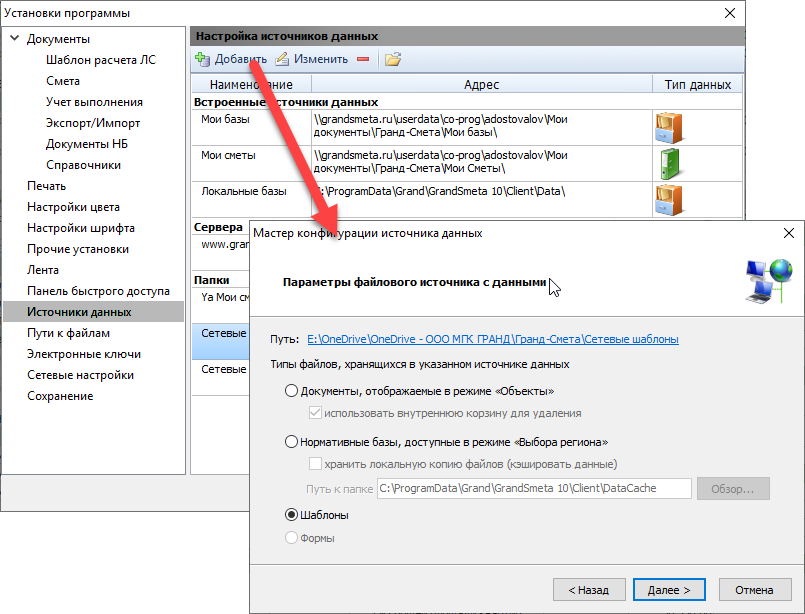 Установки программы
Документы
Шаблон расчета ЛС
Смета
Учет выполнения
Экспорт/Импорт
Документы НБ
Справочники
Печать
Настройки цвета
Настройки шрифта
Прочие установки
Лента
Панель быстрого доступа
Источники данных
Пути к файлам
Электронные ключи
Сетевые настройки
Сохранение
Настройка источников данных
Добавить Изменить
Наименование Адрес Тип данных
Встроенные источники данных
Мои базы \\grandsmeta.ru\userdata\co-prog\adostovalov\Мои
документы\Гранд-Смета\Мои базы\
Мои сметы \\grandsmeta.ru\userdata\co-prog\adostovalov\Мои
документы\Гранд-Смета\Мои Сметы\
Локальные базы C:\ProgramData\Grand\GrandSmeta 10\Client\Data\
Сервера
www.gran
Папки
Ya Мои см
Сетевые
Сетевые
Мастер конфигурации источника данных
Параметры файлового источника с данными
Путь: E:\OneDrive\OneDrive - ООО МГК ГРАНД\Гранд-Смета\Сетевые шаблоны
Типы файлов, хранящихся в указанном источнике данных
Документы, отображаемые в режиме «Объекты»
использовать внутреннюю корзину для удаления
Нормативные базы, доступные в режиме «Выбора региона»
хранить локальную копию файлов (кэшировать данные)
Путь к папке C:\ProgramData\Grand\GrandSmeta 10\Client\DataCache Обзор...
Шаблоны
Формы
< Назад Далее > Отмена